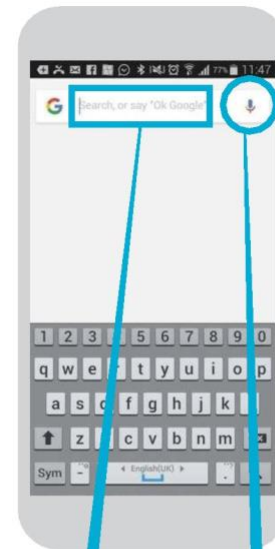 77% 11:47
G Search, or say "Ok Google"
1 2 3 5 6 7 8 9 0
q w e r t y u i o p
a s d f g h j k
z x c v b n m
Sym English(UK)